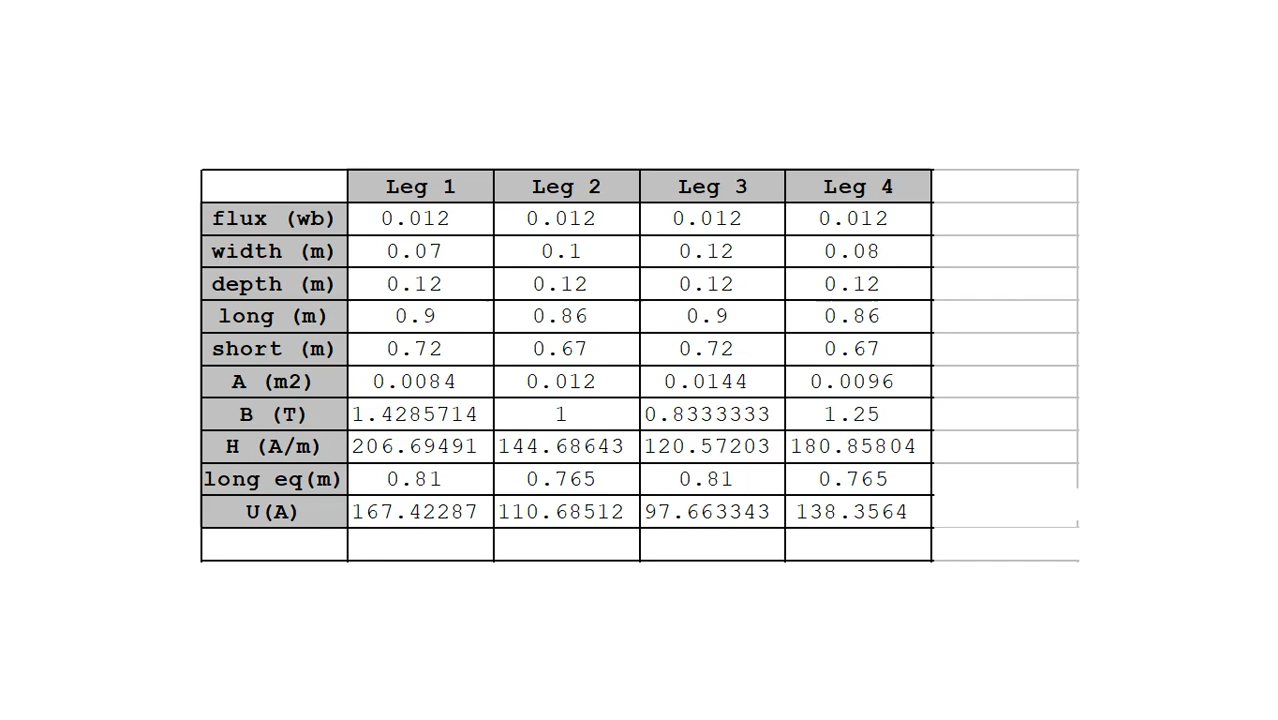 Leg 1 Leg 2 Leg 3 Leg 4
flux (wb) 0.012 0.012 0.012 0.012
width (m) 0.07 0.1 0.12 0.08
depth (m) 0.12 0.12 0.12 0.12
long (m) 0.9 0.86 0.9 0.86
short (m) 0.72 0.67 0.72 0.67
A (m2) 0.0084 0.012 0.0144 0.0096
B (T) 1.4285714 1 0.8333333 1.25
H (A/m) 206.69491 144.68643 120.57203 180.85804
long eq(m) 0.81 0.765 0.81 0.765
U(A) 167.42287 110.68512 97.663343 138.3564